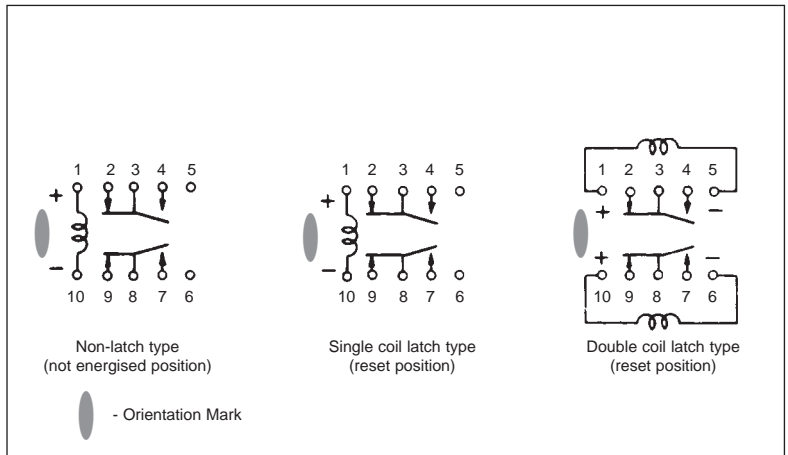 1 2 3 4 5
+
−
10 9 8 7 6
Non-latch type
(not energised position)
1 2 3 4 5
+
−
10 9 8 7 6
Single coil latch type
(reset position)
1 2 3 4 5
+ −
+ −
10 9 8 7 6
Double coil latch type
(reset position)
- Orientation Mark